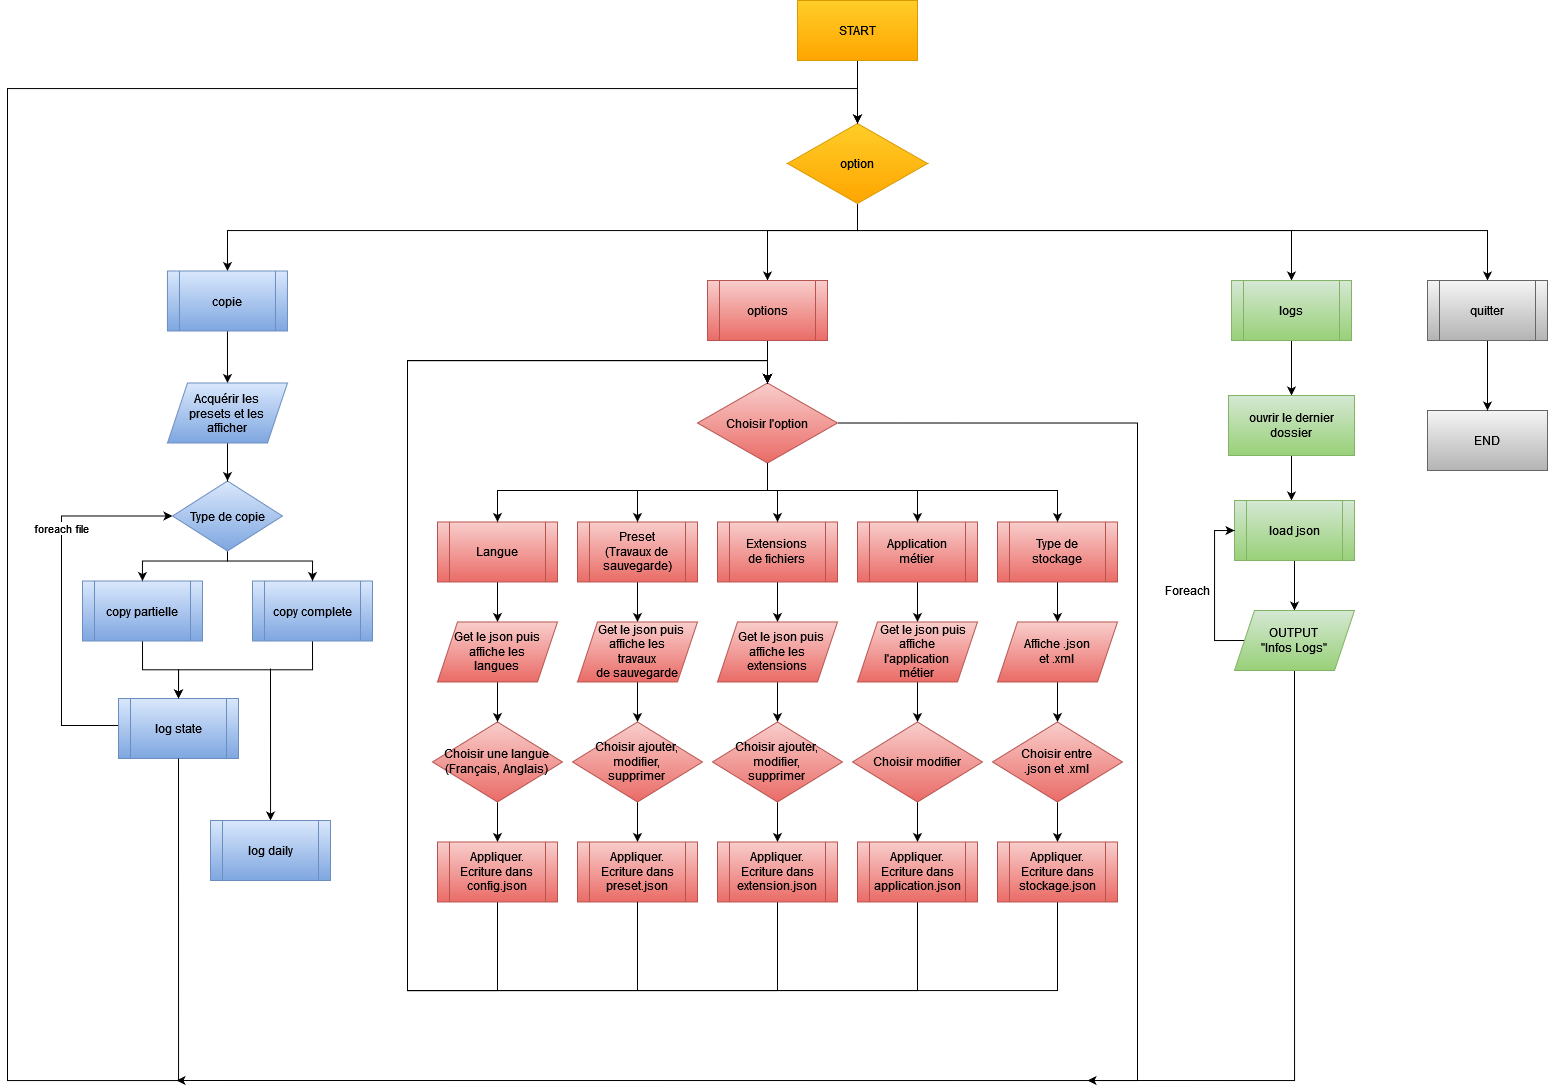 START
option
copie
options
logs
quitter
Acquérir les
presets et les
afficher
Choisir l'option
ouvrir le dernier
dossier
END
Type de copie
foreach file
copy partielle
copy complete
log state
log daily
Langue
Preset
(Travaux de
sauvegarde)
Extensions
de fichiers
Application
métier
Type de
stockage
Get le json puis
affiche les
langues
Get le json puis
affiche les
travaux
de sauvegarde
Get le json puis
affiche les
extensions
Get le json puis
affiche
l'application
métier
Affiche .json
et .xml
Choisir une langue
(Français, Anglais)
Choisir ajouter,
modifier,
supprimer
Choisir ajouter,
modifier,
supprimer
Choisir modifier
Choisir entre
.json et .xml
Appliquer.
Ecriture dans
config.json
Appliquer.
Ecriture dans
preset.json
Appliquer.
Ecriture dans
extension.json
Appliquer.
Ecriture dans
application.json
Appliquer.
Ecriture dans
stockage.json
load json
Foreach
OUTPUT
"Infos Logs"